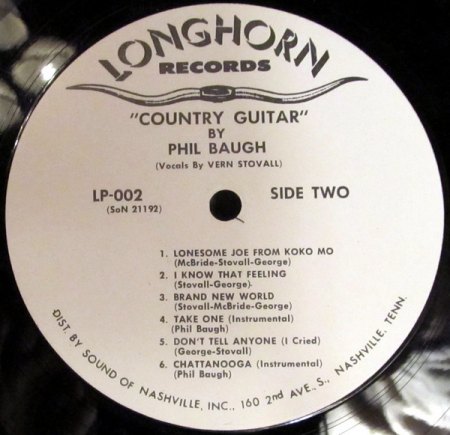 LONGHORN
RECORDS
"COUNTRY GUITAR"
BY
PHIL BAUGH
(Vocals By VERN STOVALL)
LP-002
(SoN 21192)
SIDE TWO
1. LONESOME JOE FROM KOKO MO
(McBride-Stovall-George)
2. I KNOW THAT FEELING
(Stovall-George)
3. BRAND NEW WORLD
(Stovall-McBride-George)
4. TAKE ONE (Instrumental)
(Phil Baugh)
5. DON'T TELL ANYONE (I Cried)
(George-Stovall)
6. CHATTANOOGA (Instrumental)
(Phil Baugh)
DIST. BY SOUND OF NASHVILLE, INC., 160 2nd AVE., S., NASHVILLE, TENN.